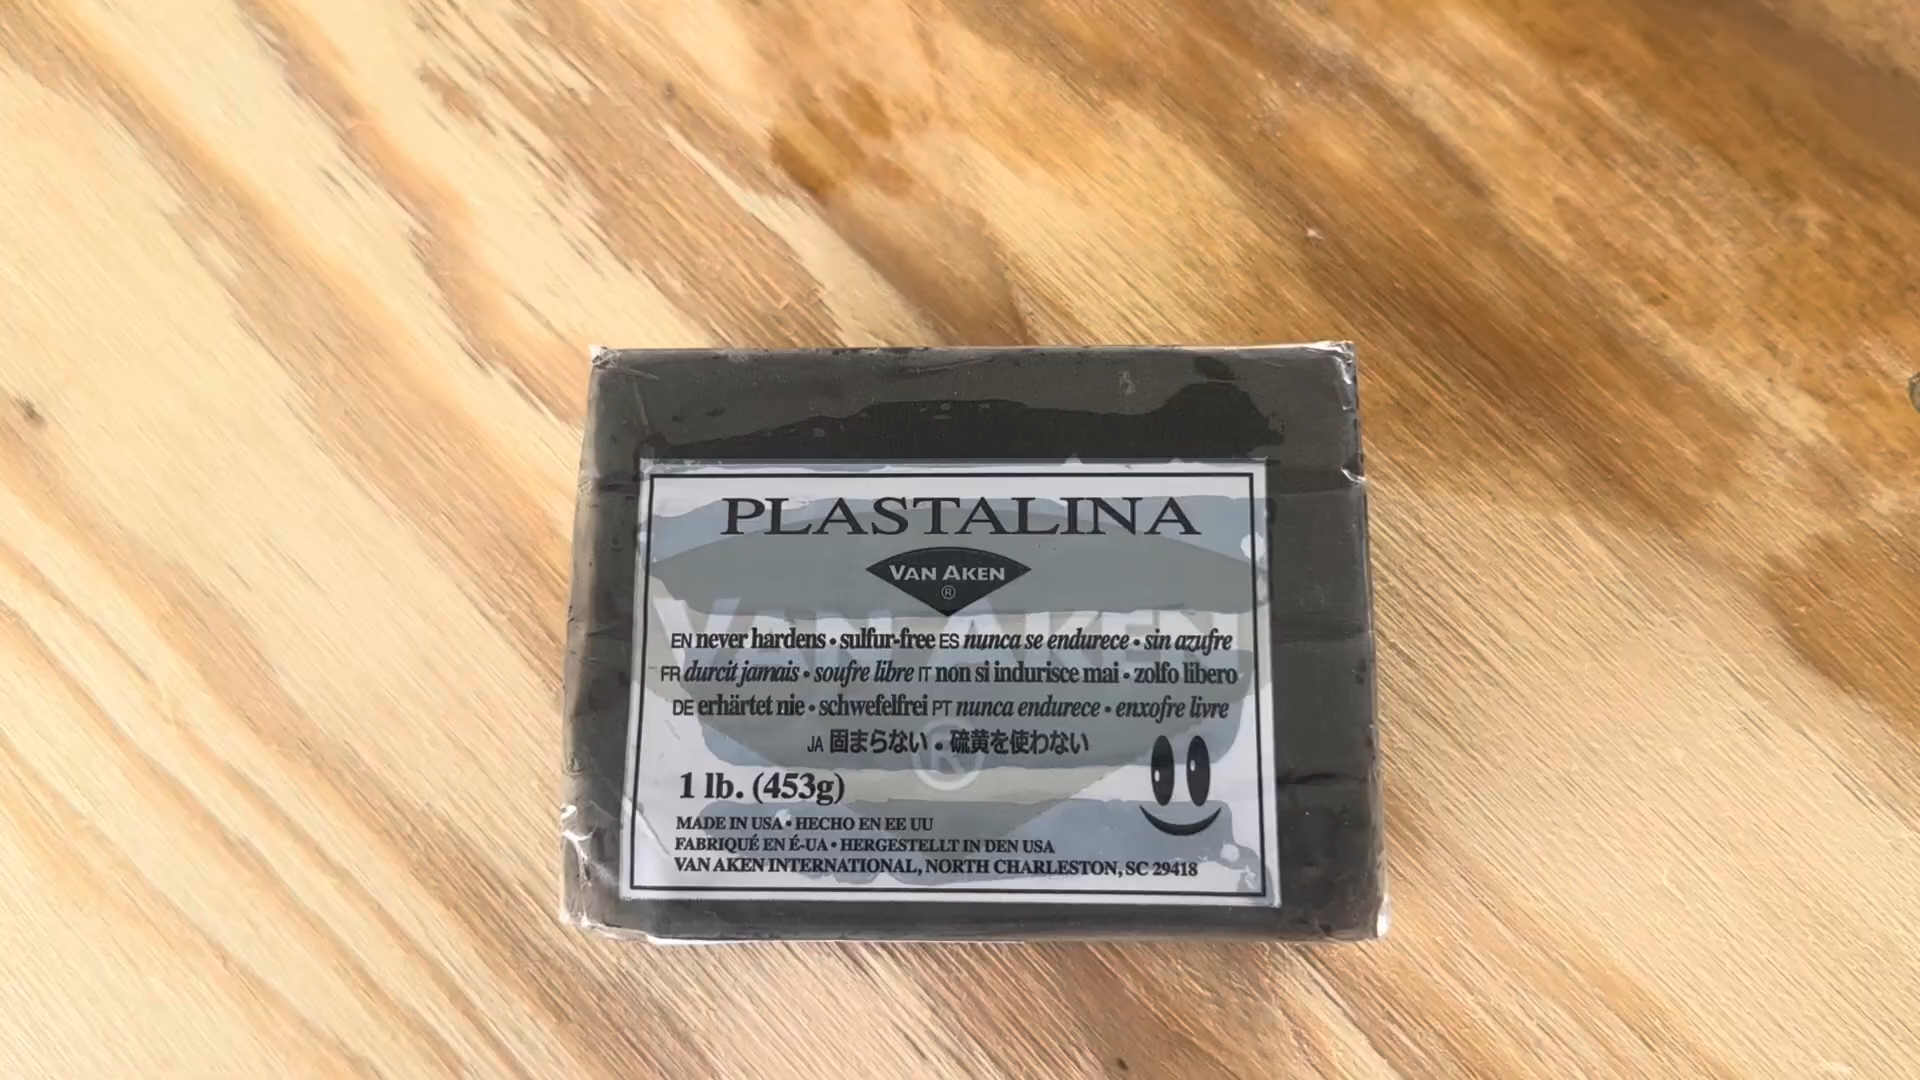 PLASTALINA
VAN AKEN
®
EN never hardens • sulfur-free ES nunca se endurece • sin azufre
FR durcit jamais • soufre libre IT non si indurisce mai • zolfo libero
DE erhärtet nie • schwefelfrei PT nunca endurece • enxofre livre
JA 固まらない • 硫黄を使わない
1 lb. (453g)
MADE IN USA • HECHO EN EE UU
FABRIQUÉ EN É-UA • HERGESTELLT IN DEN USA
VAN AKEN INTERNATIONAL, NORTH CHARLESTON, SC 29418
VAN AKEN
®